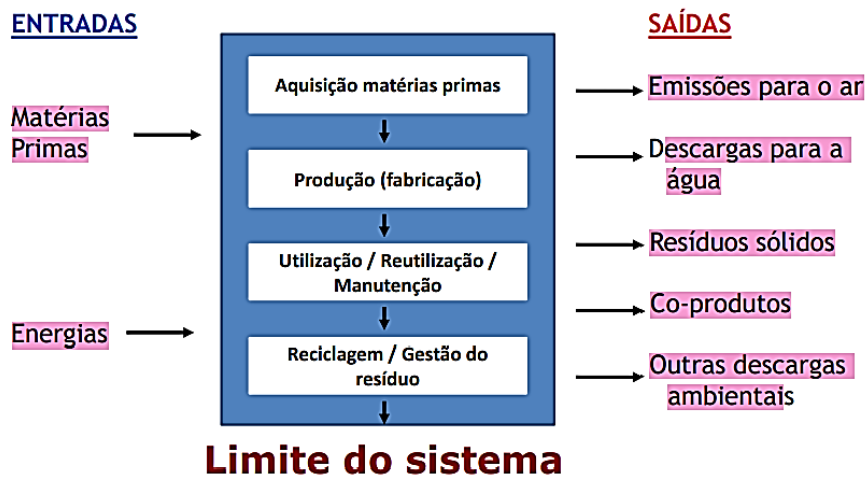 ENTRADAS
Matérias
Primas
Energias
Aquisição matérias primas
Produção (fabricação)
Utilização / Reutilização /
Manutenção
Reciclagem / Gestão do
resíduo
Limite do sistema
SAÍDAS
Emissões para o ar
Descargas para a
água
Resíduos sólidos
Co-produtos
Outras descargas
ambientais